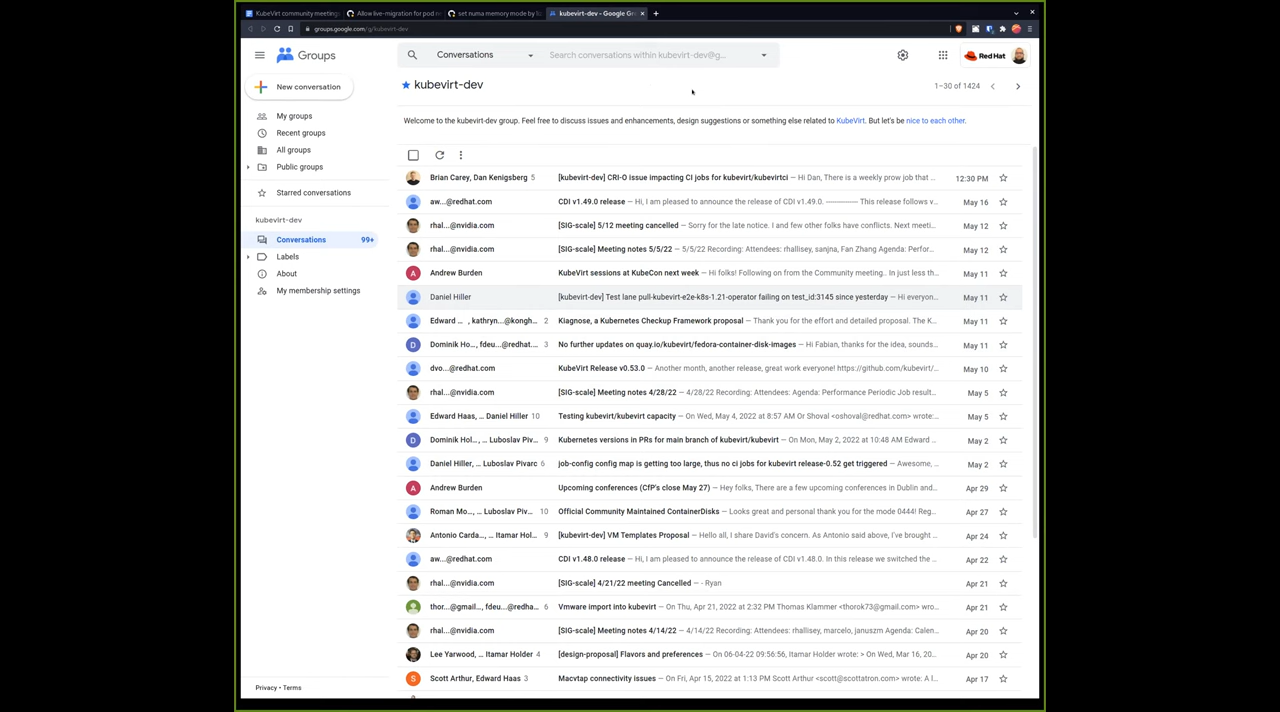 KubeVirt community meeting
Allow live-migration for pod n
set numa memory mode by l
kubevirt-dev - Google Gr
groups.google.com/g/kubevirt-dev
Groups
Conversations
Search conversations within kubevirt-dev@g...
Red Hat
New conversation
kubevirt-dev
1–30 of 1424
My groups
Recent groups
All groups
Public groups
Starred conversations
kubevirt-dev
Conversations 99+
Labels
About
My membership settings
Welcome to the kubevirt-dev group. Feel free to discuss issues and enhancements, design suggestions or something else related to KubeVirt. But let's be nice to each other.
Brian Carey, Dan Kenigsberg 5 [kubevirt-dev] CRI-O issue impacting CI jobs for kubevirt/kubevirtci — Hi Dan, There is a weekly prow job that ... 12:30 PM
aw...@redhat.com CDI v1.49.0 release — Hi, I am pleased to announce the release of CDI v1.49.0. ————— This release follows v... May 16
rhal...@nvidia.com [SIG-scale] 5/12 meeting cancelled — Sorry for the late notice. I and few other folks have conflicts. Next meeti... May 12
rhal...@nvidia.com [SIG-scale] Meeting notes 5/5/22 — 5/5/22 Recording: Attendees: rhallisey, sanjna, Fan Zhang Agenda: Perfor... May 12
Andrew Burden KubeVirt sessions at KubeCon next week — Hi folks! Following on from the Community meeting.. In just less th... May 11
Daniel Hiller [kubevirt-dev] Test lane pull-kubevirt-e2e-k8s-1.21-operator failing on test_id:3145 since yesterday — Hi everyon... May 11
Edward ... , kathryn...@kongh... 2 Kiagnose, a Kubernetes Checkup Framework proposal — Thank you for the effort and detailed proposal. The K... May 11
Dominik Ho..., fdeu...@redhat.... 3 No further updates on quay.io/kubevirt/fedora-container-disk-images — Hi Fabian, thanks for the idea, sounds... May 11
dvo...@redhat.com KubeVirt Release v0.53.0 — Another month, another release, great work everyone! https://github.com/kubevirt/... May 10
rhal...@nvidia.com [SIG-scale] Meeting notes 4/28/22 — 4/28/22 Recording: Attendees: Agenda: Performance Periodic Job result... May 5
Edward Haas, ... Daniel Hiller 10 Testing kubevirt/kubevirt capacity — On Wed, May 4, 2022 at 8:57 AM Or Shoval <oshoval@redhat.com> wrote:... May 5
Dominik Hol..., ... Luboslav Piv... 9 Kubernetes versions in PRs for main branch of kubevirt/kubevirt — On Mon, May 2, 2022 at 10:48 AM Edward ... May 2
Daniel Hiller, ... Luboslav Pivarc 6 job-config config map is getting too large, thus no ci jobs for kubevirt release-0.52 get triggered — Awesome, ... May 2
Andrew Burden Upcoming conferences (CfP's close May 27) — Hey folks, There are a few upcoming conferences in Dublin and... Apr 29
Roman Mo..., ... Luboslav Piv... 10 Official Community Maintained ContainerDisks — Looks great and personal thank you for the mode 0444! Reg... Apr 27
Antonio Carda..., ... Itamar Hol... 9 [kubevirt-dev] VM Templates Proposal — Hello all, I share David's concern. As Antonio said above, I've brought ... Apr 24
aw...@redhat.com CDI v1.48.0 release — Hi, I am pleased to announce the release of CDI v1.48.0. In this release we switched the ... Apr 22
rhal...@nvidia.com [SIG-scale] 4/21/22 meeting Cancelled — - Ryan Apr 21
thor...@gmail..., fdeu...@redha... 6 Vmware import into kubevirt — On Thu, Apr 21, 2022 at 2:32 PM Thomas Klammer <thorok73@gmail.com> wro... Apr 21
rhal...@nvidia.com [SIG-scale] Meeting notes 4/14/22 — 4/14/22 Recording: Attendees: rhallisey, marcelo, januszm Agenda: Calen... Apr 20
Lee Yarwood, ... Itamar Holder 4 [design-proposal] Flavors and preferences — On 06-04-22 09:56:56, Itamar Holder wrote: > On Wed, Mar 16, 20... Apr 20
Scott Arthur, Edward Haas 3 Macvtap connectivity issues — On Fri, Apr 15, 2022 at 1:13 PM Scott Arthur <scott@scottatron.com> wrote: A l... Apr 17
Privacy • Terms